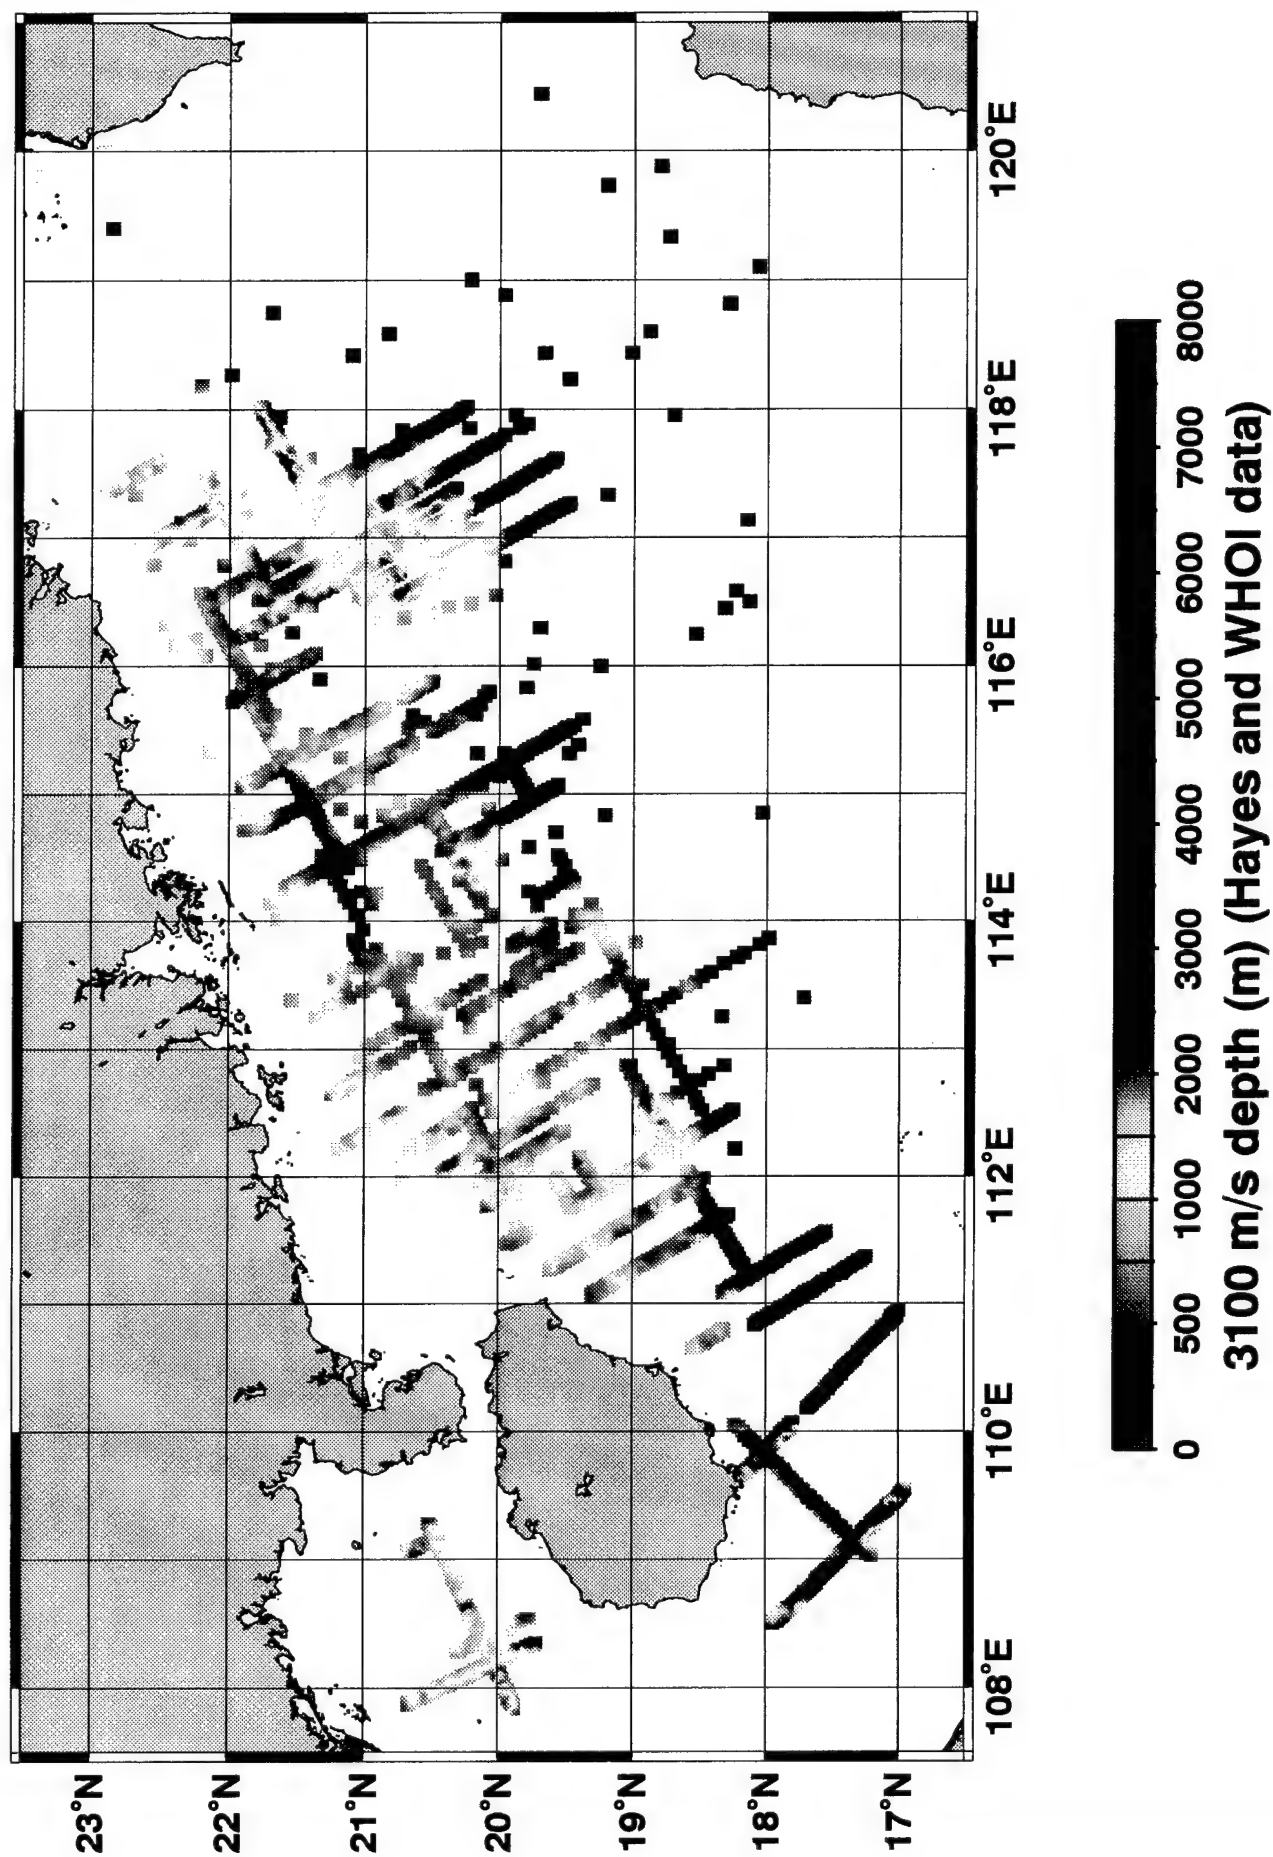 23°N
22°N
21°N
20°N
19°N
18°N
17°N
108°E
110°E
112°E
114°E
116°E
118°E
120°E
0
500
1000
2000
3000
4000
5000
6000
7000
8000
3100 m/s depth (m) (Hayes and WHOI data)